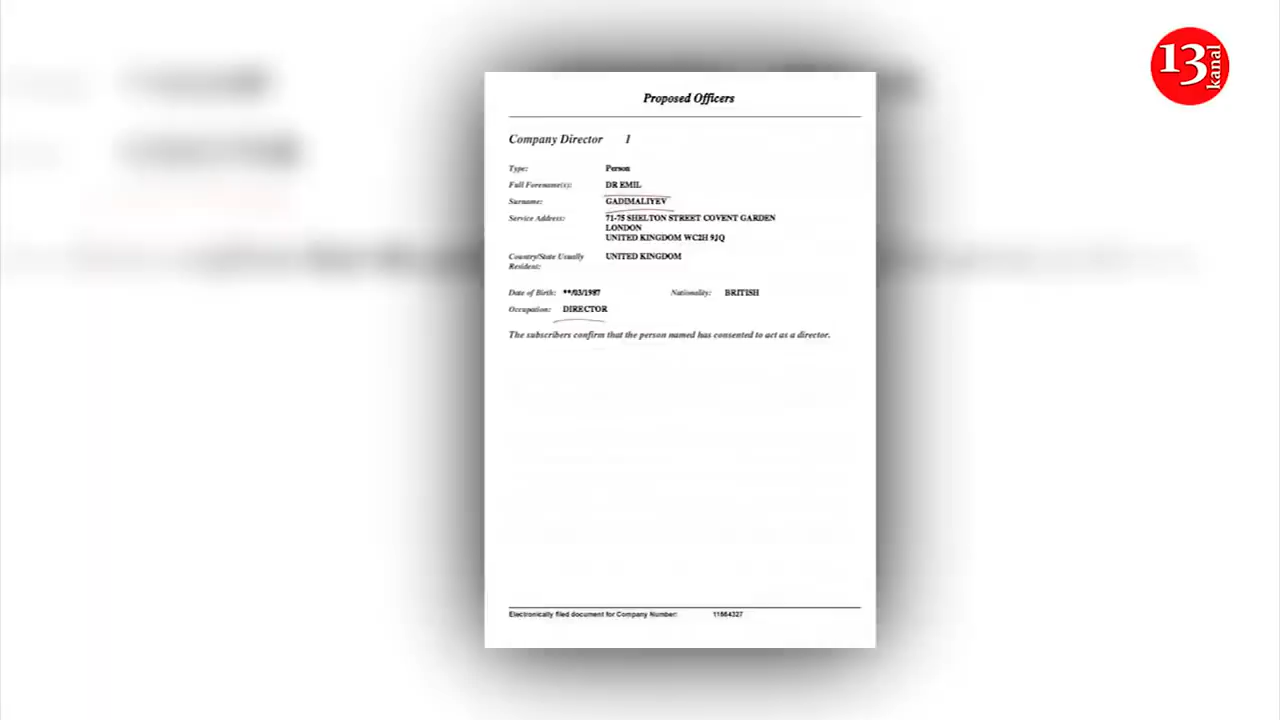 13 kanal
Proposed Officers
Company Director 1
Type: Person
Full Forename(s): DR EMIL
Surname: GADIMALIYEV
Service Address: 71-75 SHELTON STREET COVENT GARDEN
LONDON
UNITED KINGDOM WC2H 9JQ
Country/State Usually UNITED KINGDOM
Resident:
Date of Birth: **/03/1987 Nationality: BRITISH
Occupation: DIRECTOR
The subscribers confirm that the person named has consented to act as a director.
Electronically filed document for Company Number: 11664327